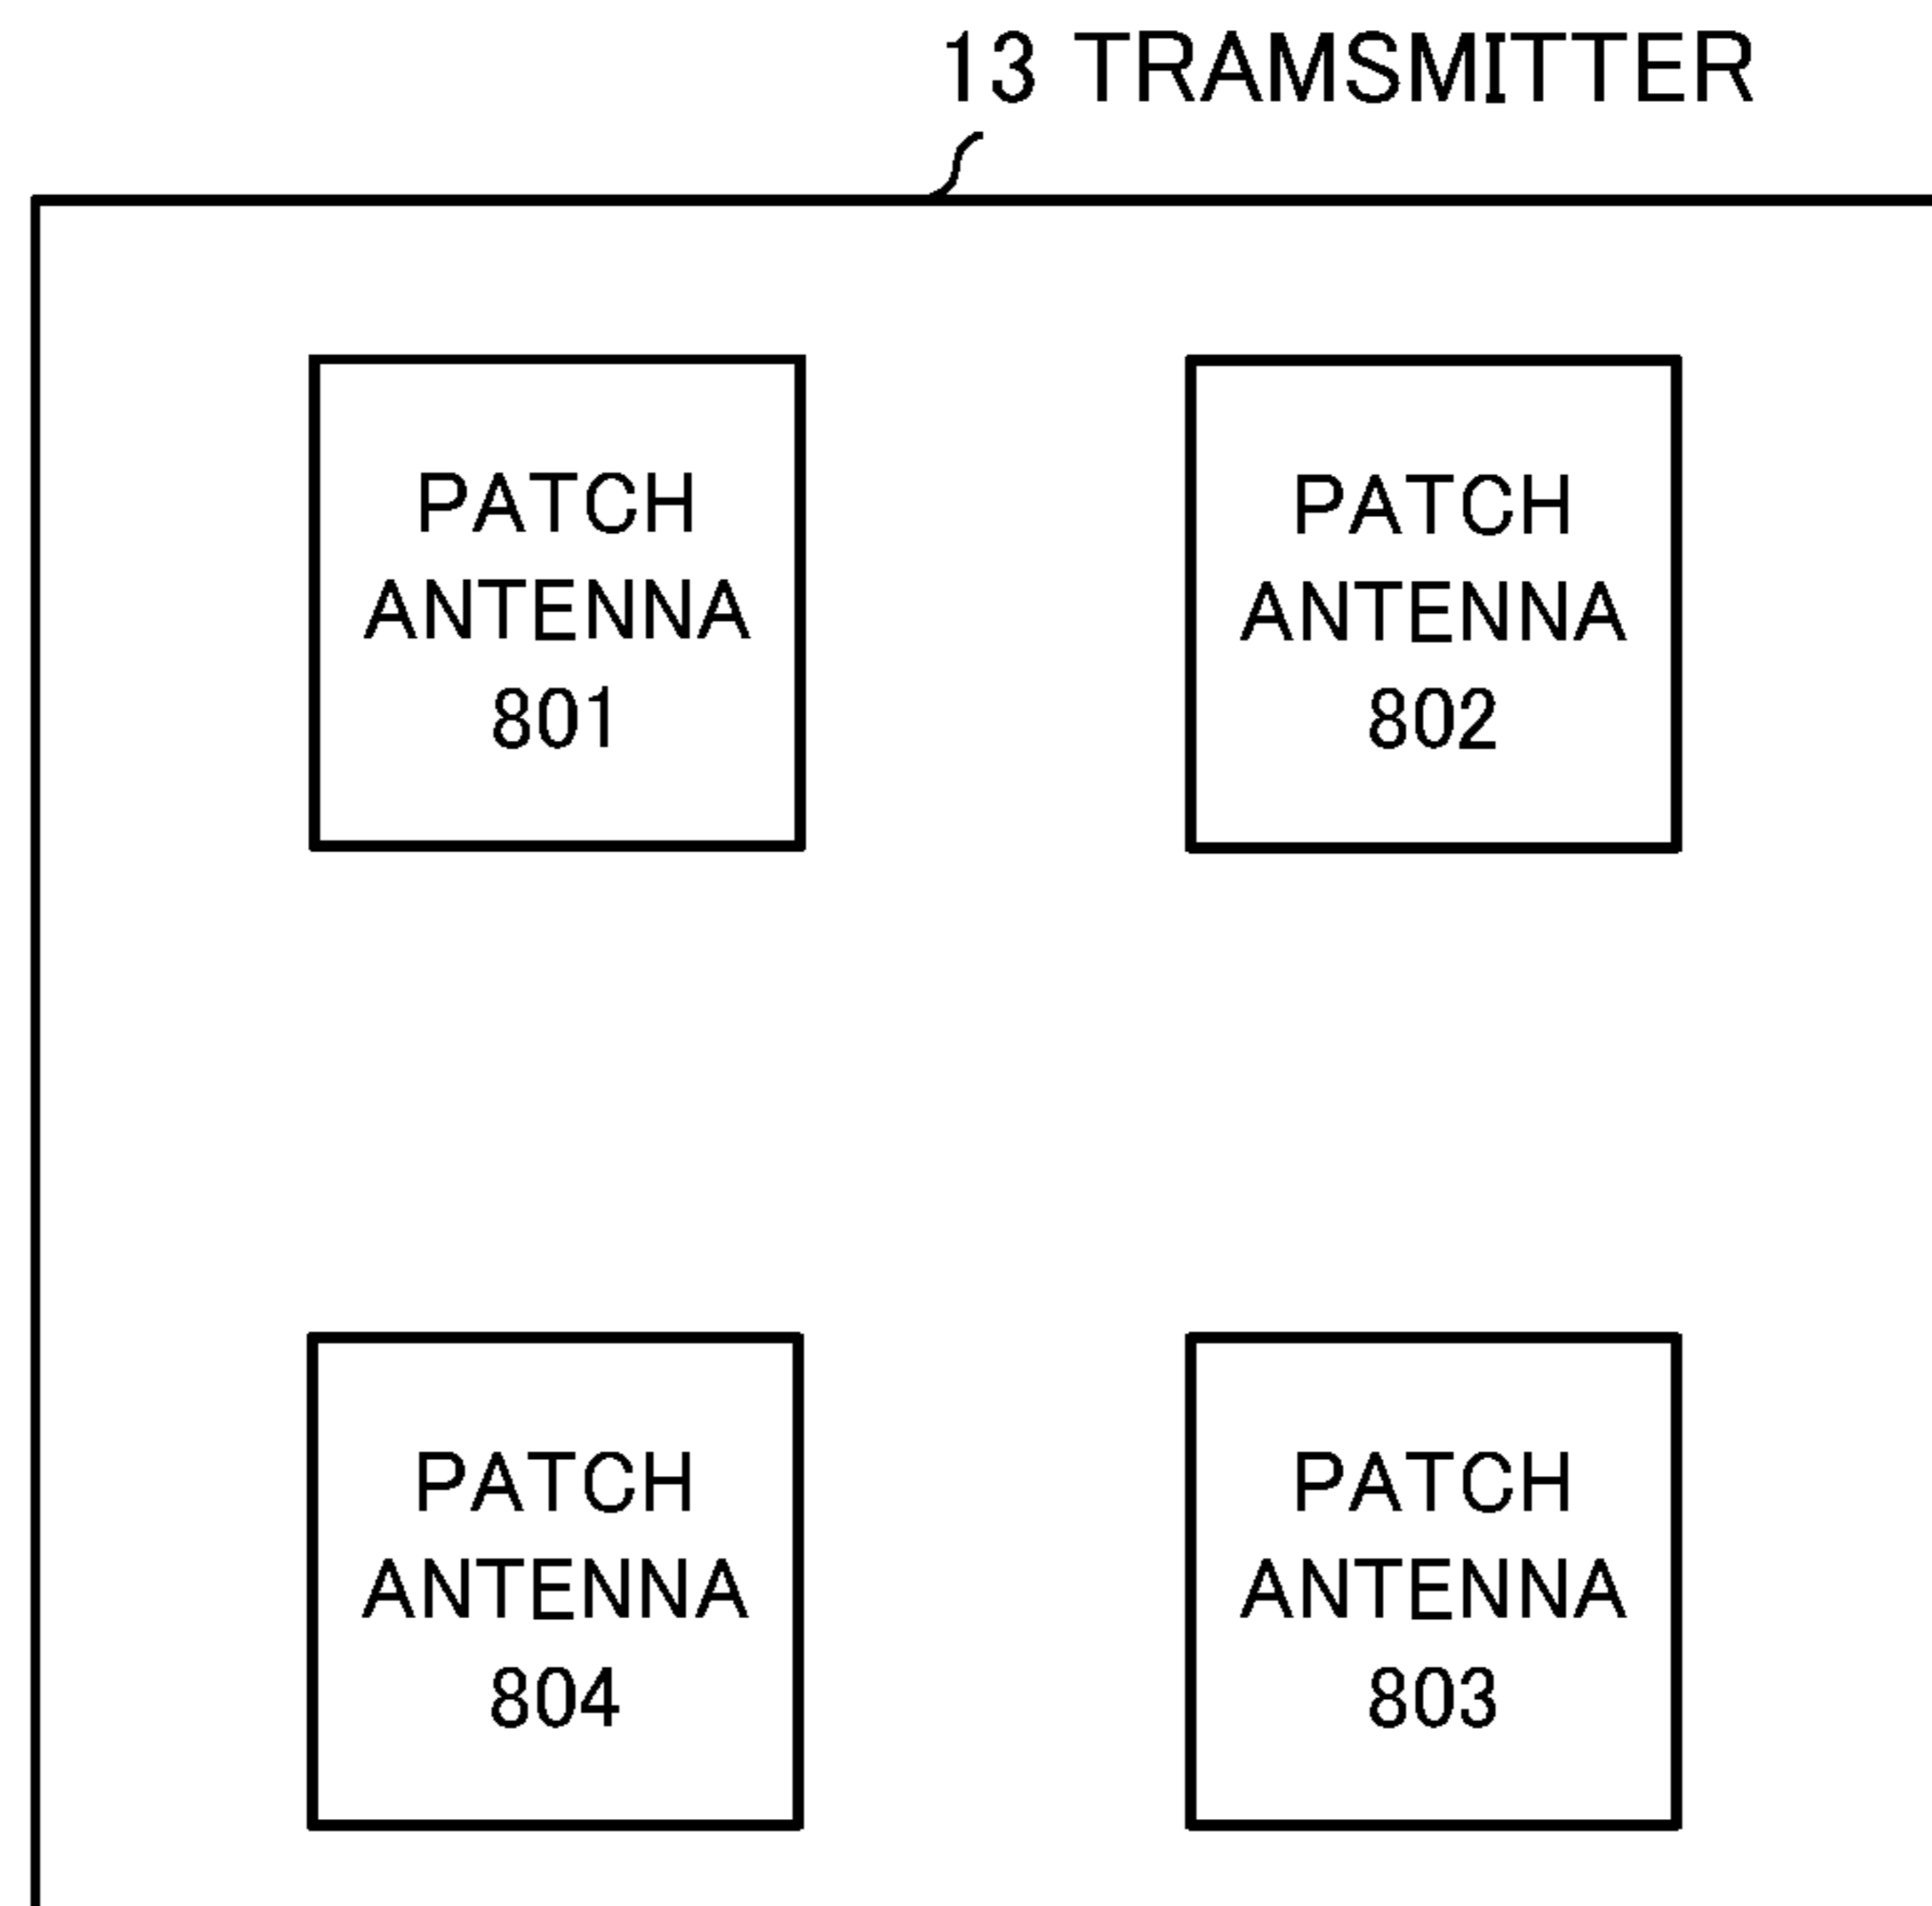 13 TRAMSMITTER
PATCH
ANTENNA
801
PATCH
ANTENNA
802
PATCH
ANTENNA
804
PATCH
ANTENNA
803